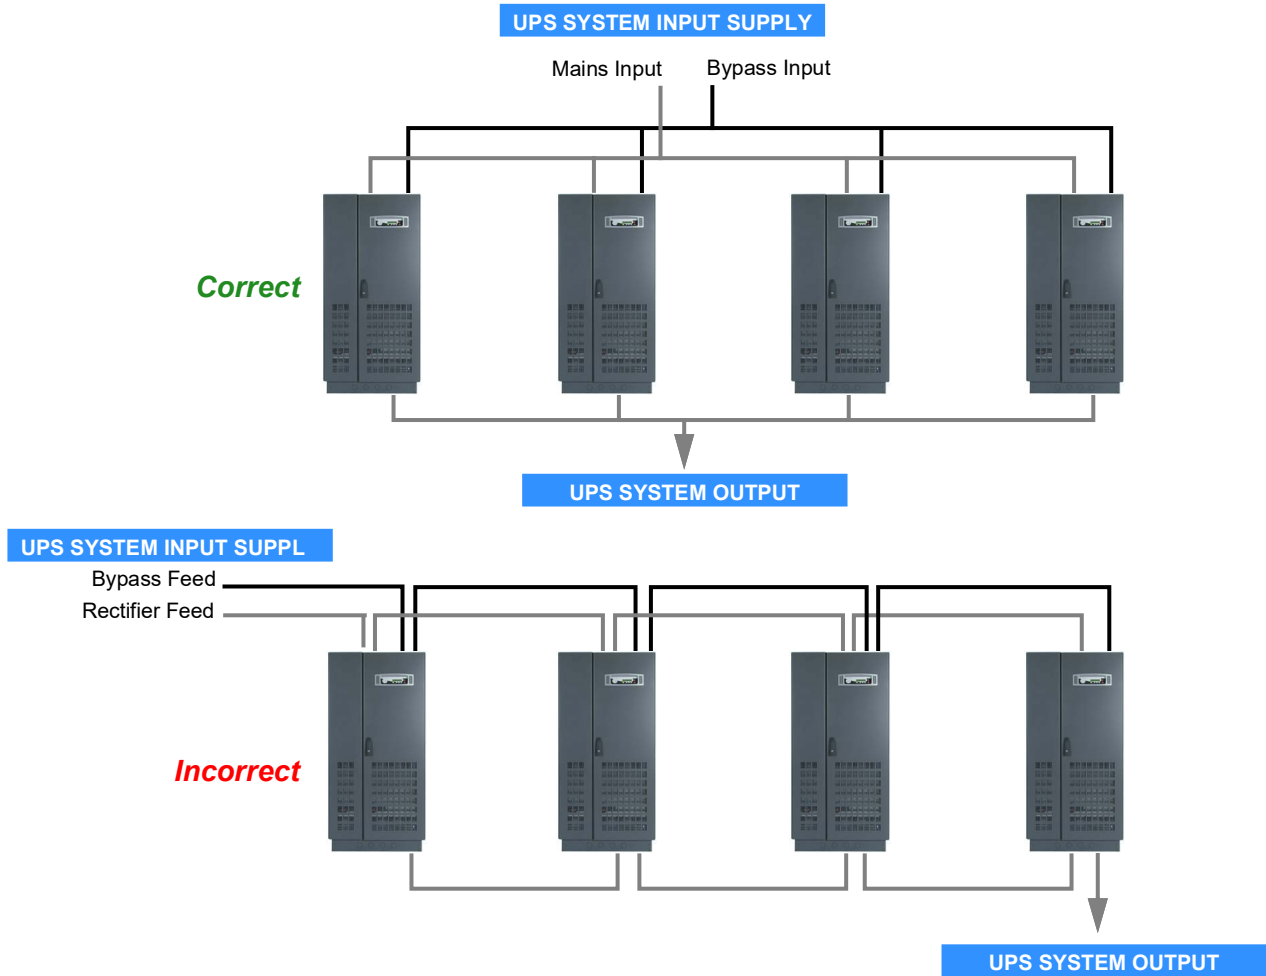 UPS SYSTEM INPUT SUPPLY
Mains Input
Bypass Input
Correct
UPS SYSTEM OUTPUT
UPS SYSTEM INPUT SUPPL
Bypass Feed
Rectifier Feed
Incorrect
UPS SYSTEM OUTPUT